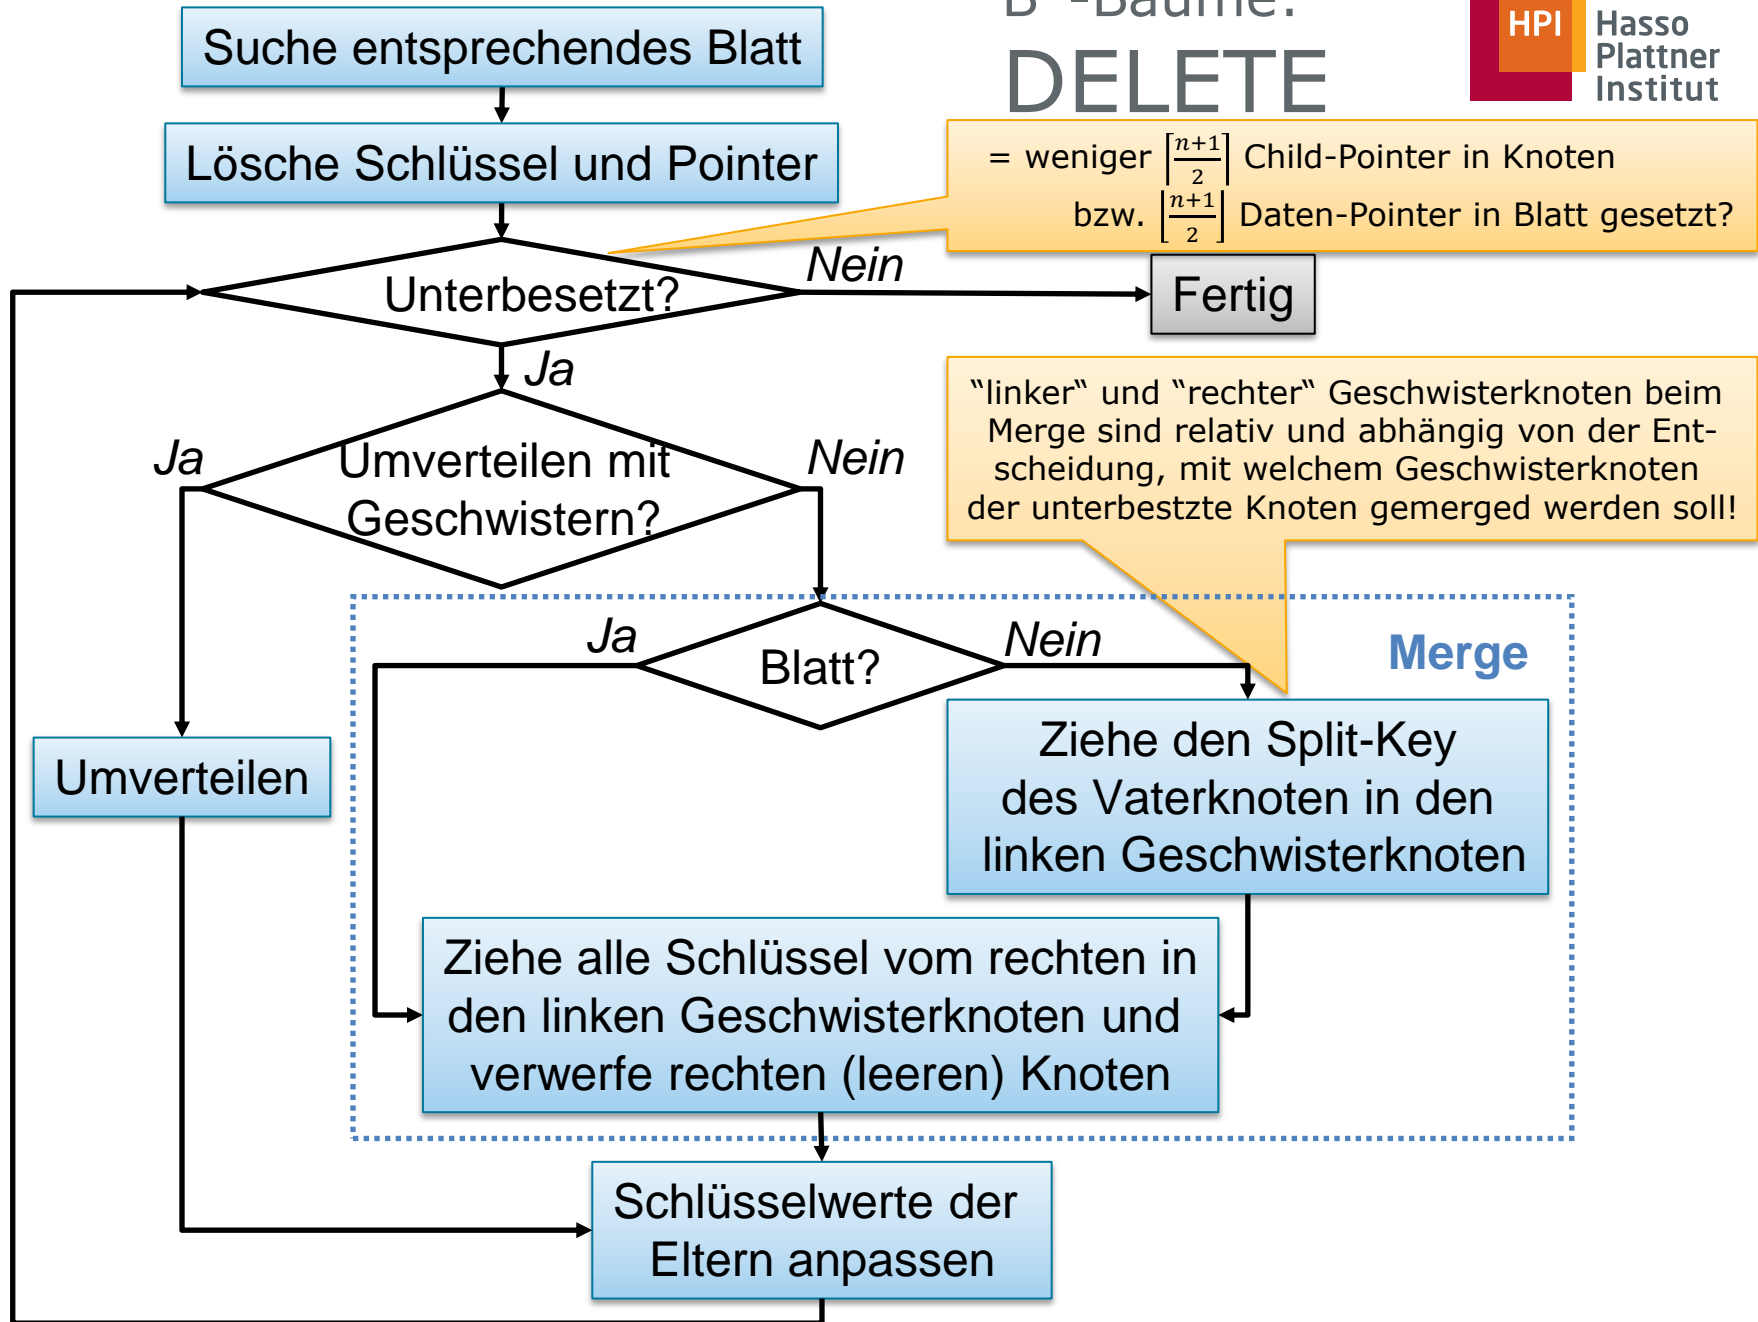 B⁺-Bäume:
DELETE
HPI
Hasso
Plattner
Institut
Suche entsprechendes Blatt
Lösche Schlüssel und Pointer
= weniger ⌈(n+1)/2⌉ Child-Pointer in Knoten
bzw. ⌊(n+1)/2⌋ Daten-Pointer in Blatt gesetzt?
Unterbesetzt?
Nein
Fertig
Ja
“linker“ und “rechter“ Geschwisterknoten beim
Merge sind relativ und abhängig von der Ent-
scheidung, mit welchem Geschwisterknoten
der unterbestzte Knoten gemerged werden soll!
Ja
Umverteilen mit
Geschwistern?
Nein
Merge
Ja
Blatt?
Nein
Umverteilen
Ziehe den Split-Key
des Vaterknoten in den
linken Geschwisterknoten
Ziehe alle Schlüssel vom rechten in
den linken Geschwisterknoten und
verwerfe rechten (leeren) Knoten
Schlüsselwerte der
Eltern anpassen